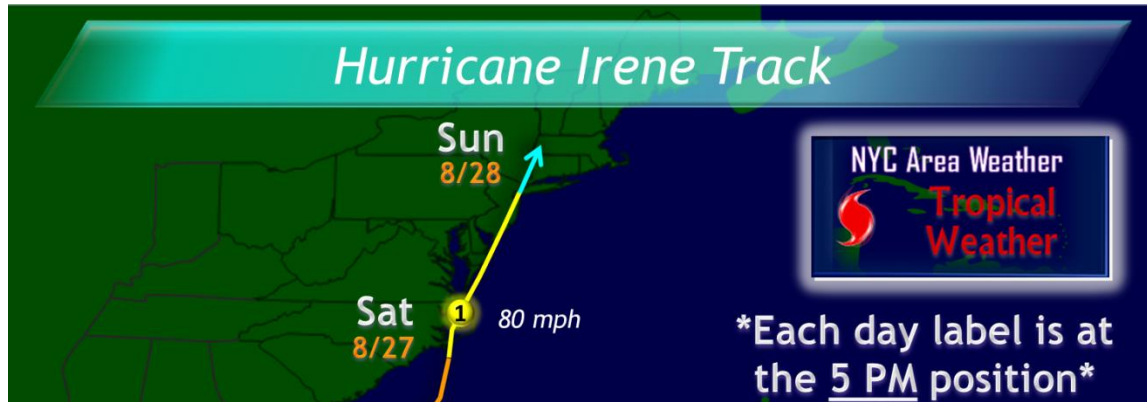 Hurricane Irene Track
Sun
8/28
NYC Area Weather
Tropical
Weather
Sat
8/27
1
80 mph
*Each day label is at
the 5 PM position*